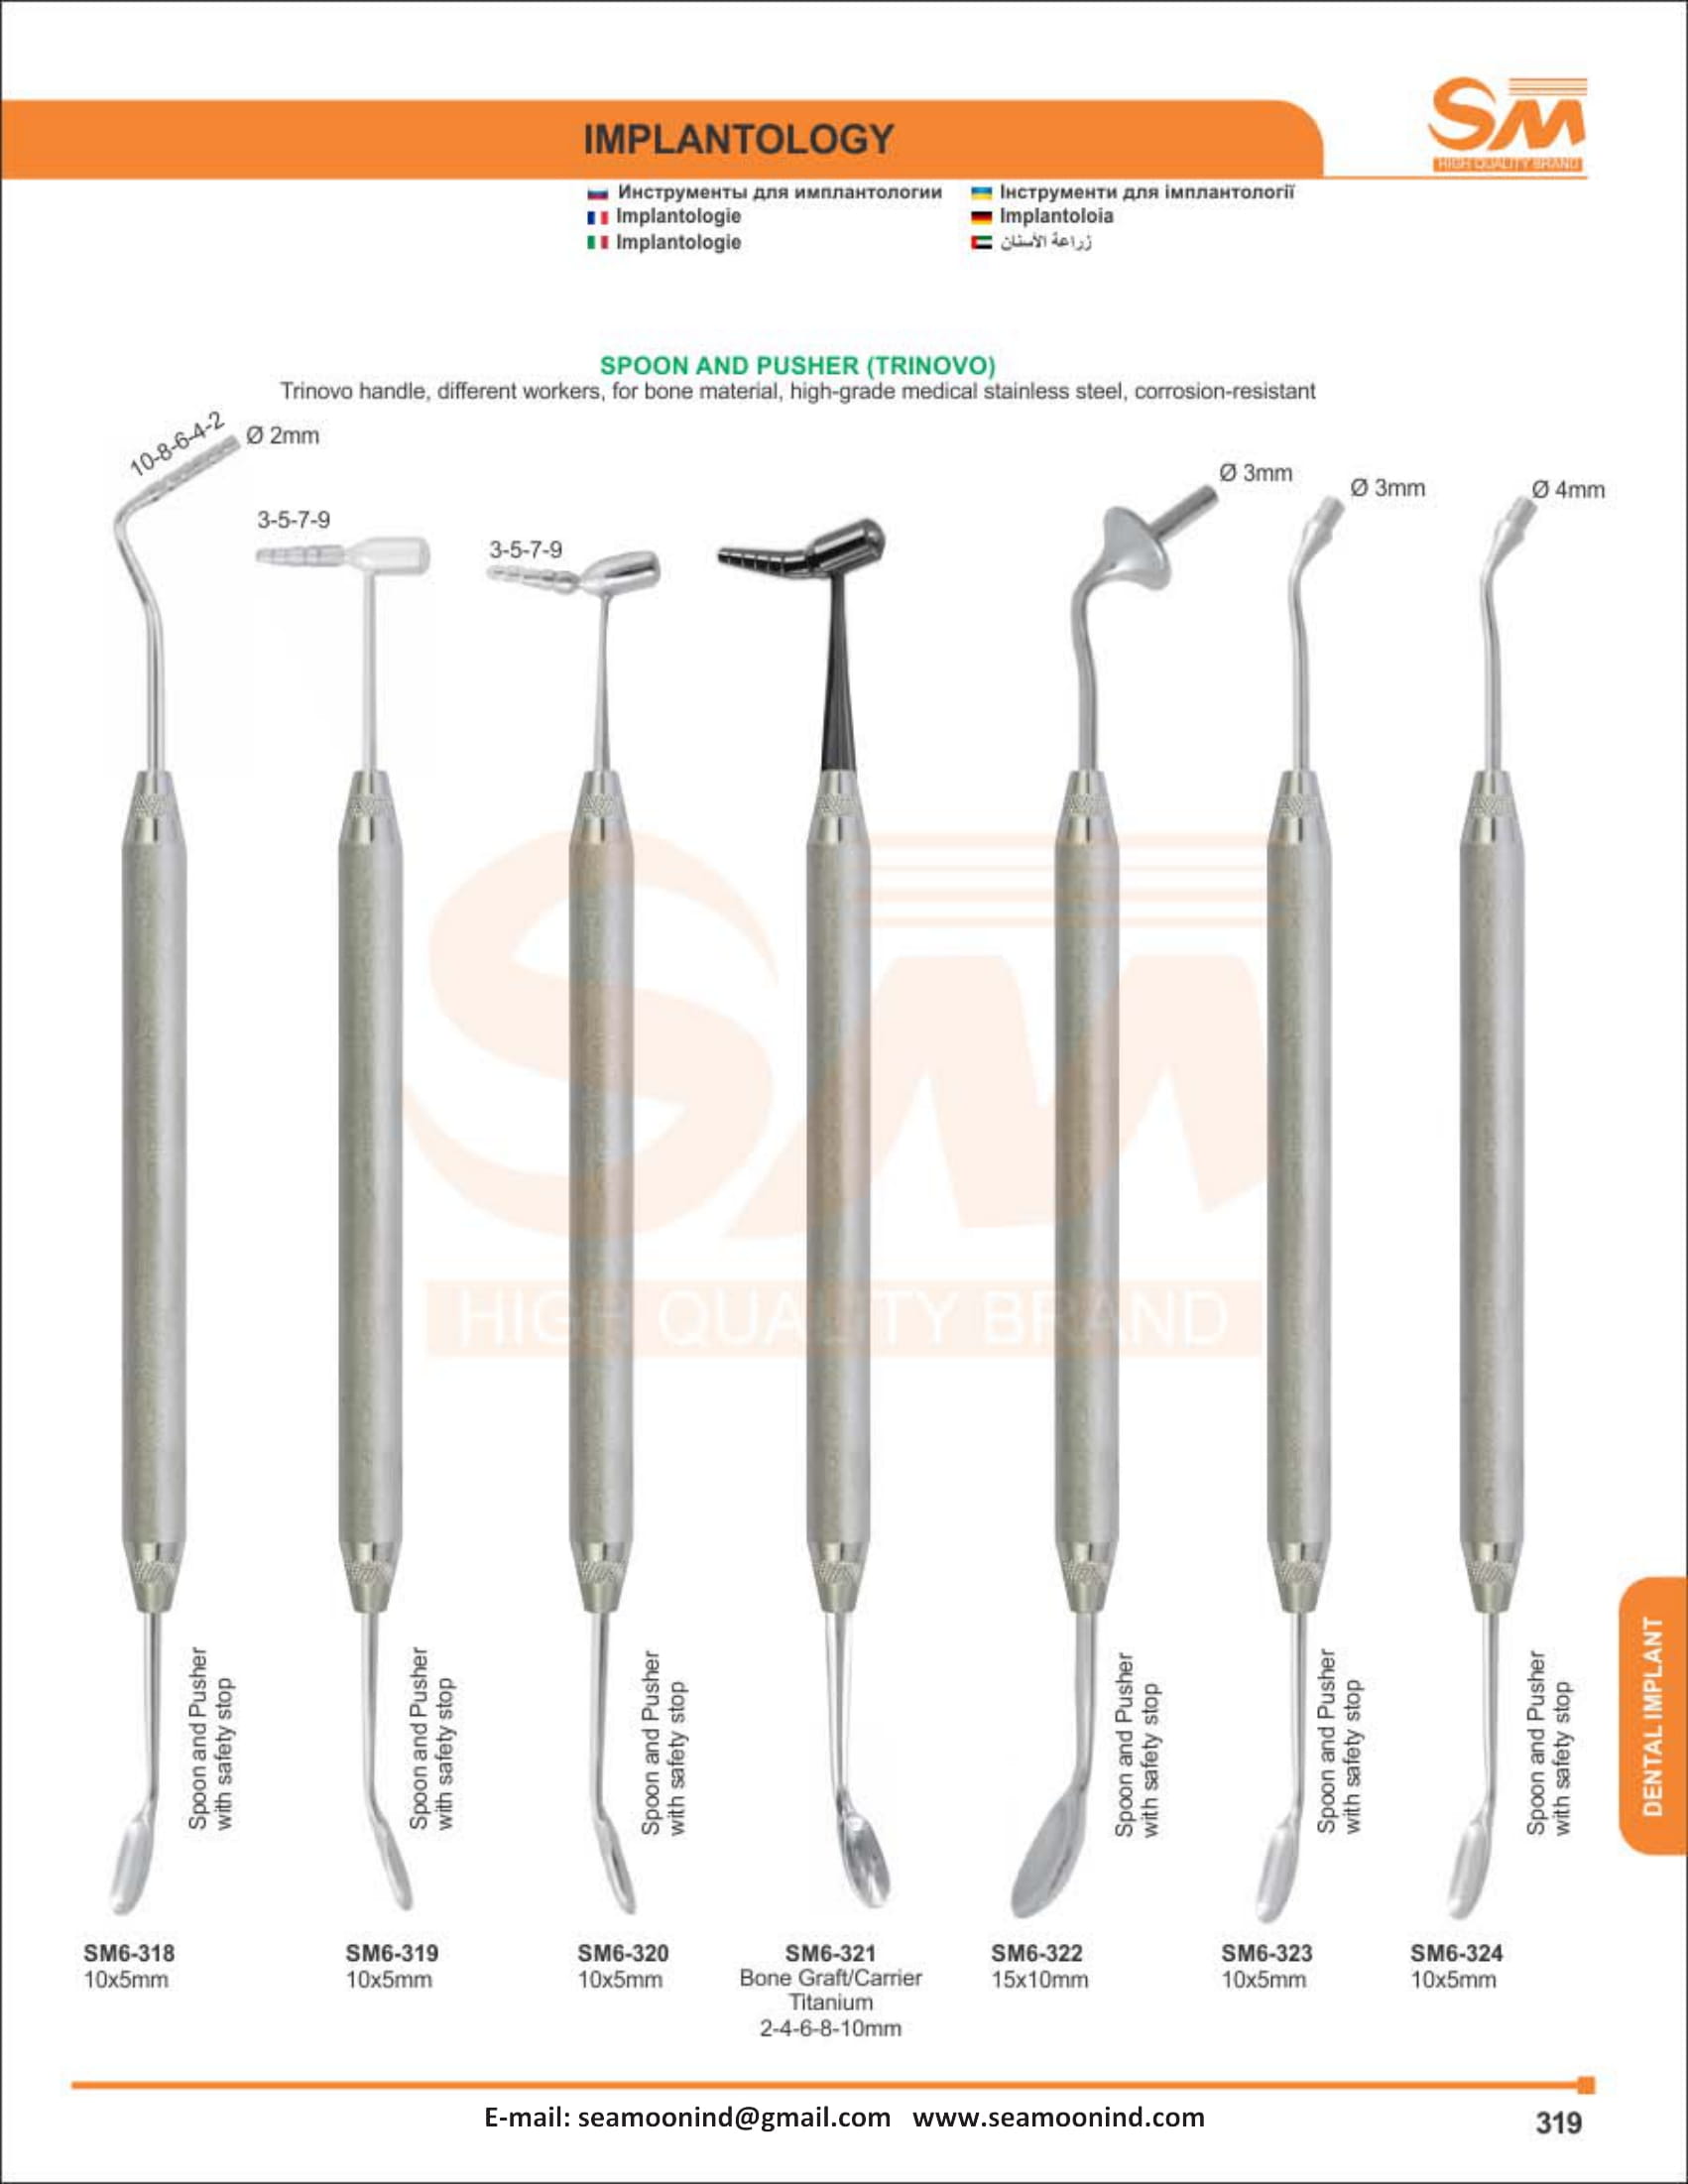 SM
HIGH QUALITY BRAND
IMPLANTOLOGY
Инструменты для имплантологии
Інструменти для імплантології
Implantologie
Implantoloia
Implantologie
زراعة الأسنان
SPOON AND PUSHER (TRINOVO)
Trinovo handle, different workers, for bone material, high-grade medical stainless steel, corrosion-resistant
10-8-6-4-2
Ø 2mm
3-5-7-9
3-5-7-9
Ø 3mm
Ø 3mm
Ø 4mm
SM
HIGH QUALITY BRAND
Spoon and Pusher
with safety stop
Spoon and Pusher
with safety stop
Spoon and Pusher
with safety stop
Spoon and Pusher
with safety stop
Spoon and Pusher
with safety stop
Spoon and Pusher
with safety stop
DENTAL IMPLANT
SM6-318
10x5mm
SM6-319
10x5mm
SM6-320
10x5mm
SM6-321
Bone Graft/Carrier
Titanium
2-4-6-8-10mm
SM6-322
15x10mm
SM6-323
10x5mm
SM6-324
10x5mm
E-mail: seamoonind@gmail.com www.seamoonind.com
319